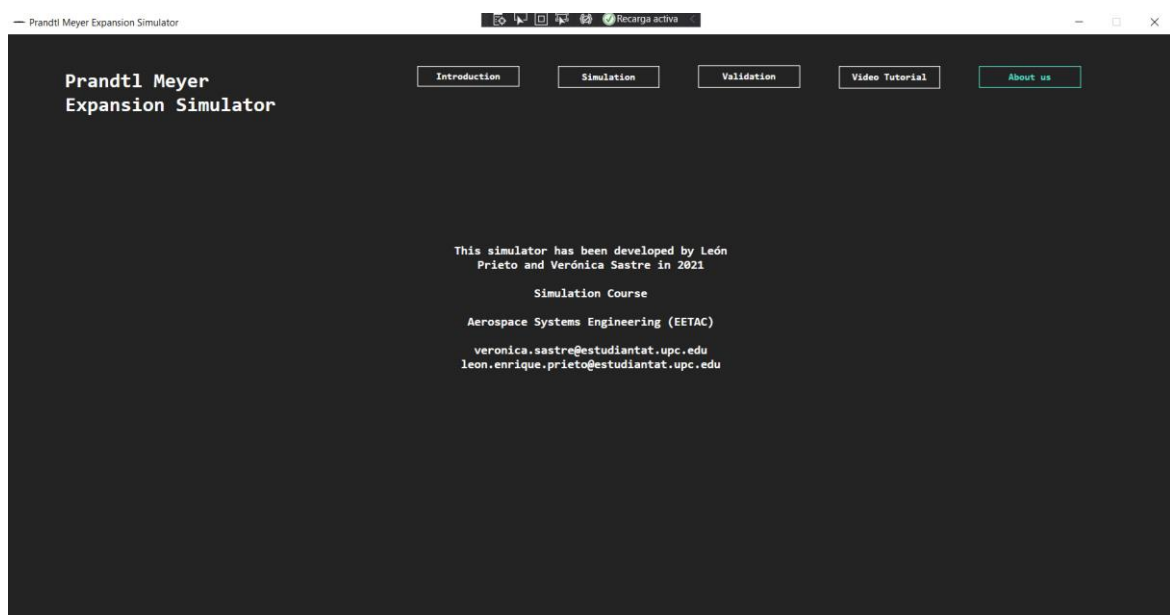 Prandtl Meyer Expansion Simulator
Recarga activa
Prandtl Meyer
Expansion Simulator
Introduction
Simulation
Validation
Video Tutorial
About us
This simulator has been developed by León
Prieto and Verónica Sastre in 2021
Simulation Course
Aerospace Systems Engineering (EETAC)
veronica.sastre@estudiantat.upc.edu
leon.enrique.prieto@estudiantat.upc.edu